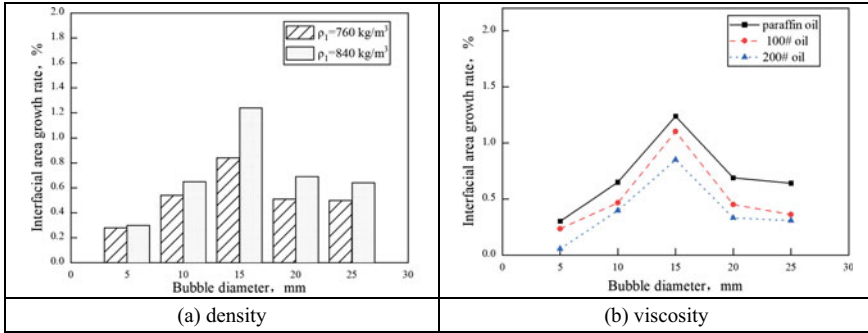 2.0
1.8
1.6
1.4
1.2
1.0
0.8
0.6
0.4
0.2
0.0
Interfacial area growth rate, %
ρ₁=760 kg/m³
ρ₁=840 kg/m³
0 5 10 15 20 25 30
Bubble diameter, mm
(a) density
2.0
1.5
1.0
0.5
0.0
Interfacial area growth rate, %
paraffin oil
100# oil
200# oil
0 5 10 15 20 25 30
Bubble diameter, mm
(b) viscosity